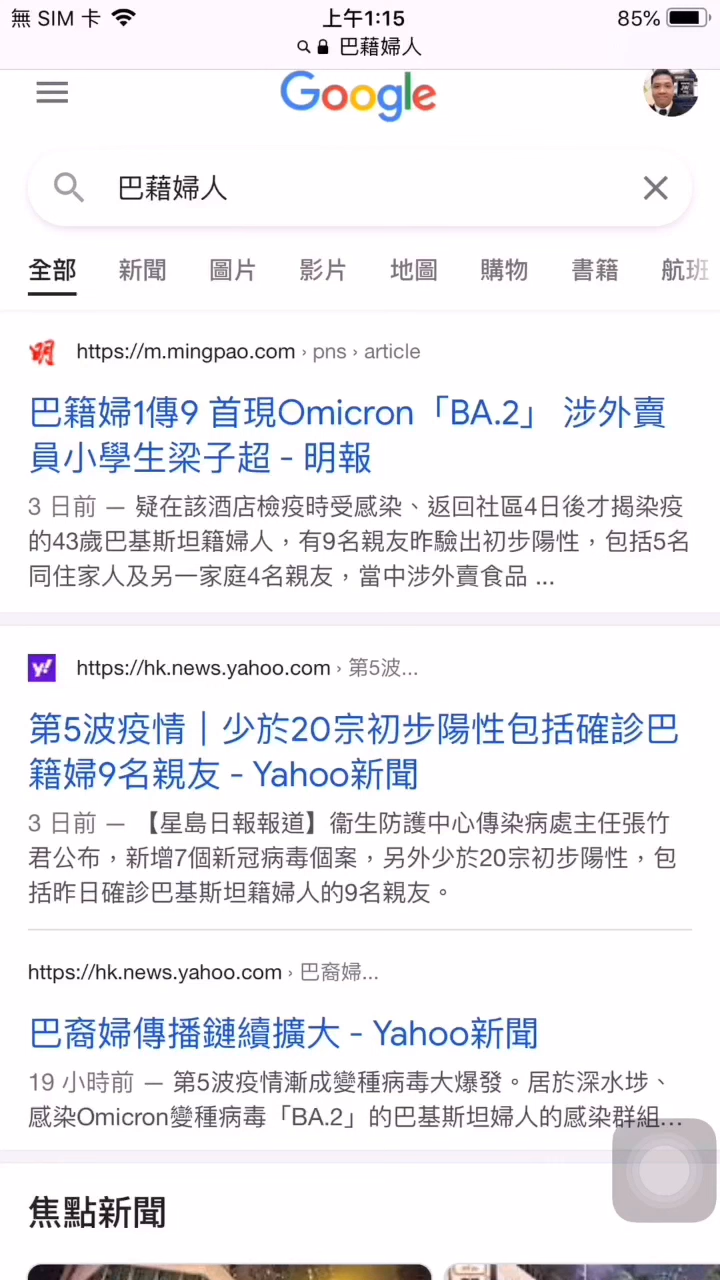 無 SIM 卡 上午1:15 85%
巴藉婦人
Google
巴藉婦人
全部 新聞 圖片 影片 地圖 購物 書籍 航班
https://m.mingpao.com › pns › article
巴籍婦1傳9 首現Omicron「BA.2」 涉外賣
員小學生梁子超 - 明報
3 日前 — 疑在該酒店檢疫時受感染、返回社區4日後才揭染疫
的43歲巴基斯坦籍婦人，有9名親友昨驗出初步陽性，包括5名
同住家人及另一家庭4名親友，當中涉外賣食品 ...
https://hk.news.yahoo.com › 第5波...
第5波疫情｜少於20宗初步陽性包括確診巴
籍婦9名親友 - Yahoo新聞
3 日前 — 【星島日報報道】衞生防護中心傳染病處主任張竹
君公布，新增7個新冠病毒個案，另外少於20宗初步陽性，包
括昨日確診巴基斯坦籍婦人的9名親友。
https://hk.news.yahoo.com › 巴裔婦...
巴裔婦傳播鏈續擴大 - Yahoo新聞
19 小時前 — 第5波疫情漸成變種病毒大爆發。居於深水埗、
感染Omicron變種病毒「BA.2」的巴基斯坦婦人的感染群組...
焦點新聞